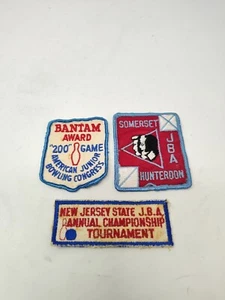 BANTAM
AWARD
"200" GAME
AMERICAN JUNIOR
BOWLING CONGRESS
SOMERSET
JBA
HUNTERDON
NEW JERSEY STATE J.B.A.
ANNUAL CHAMPIONSHIP
TOURNAMENT